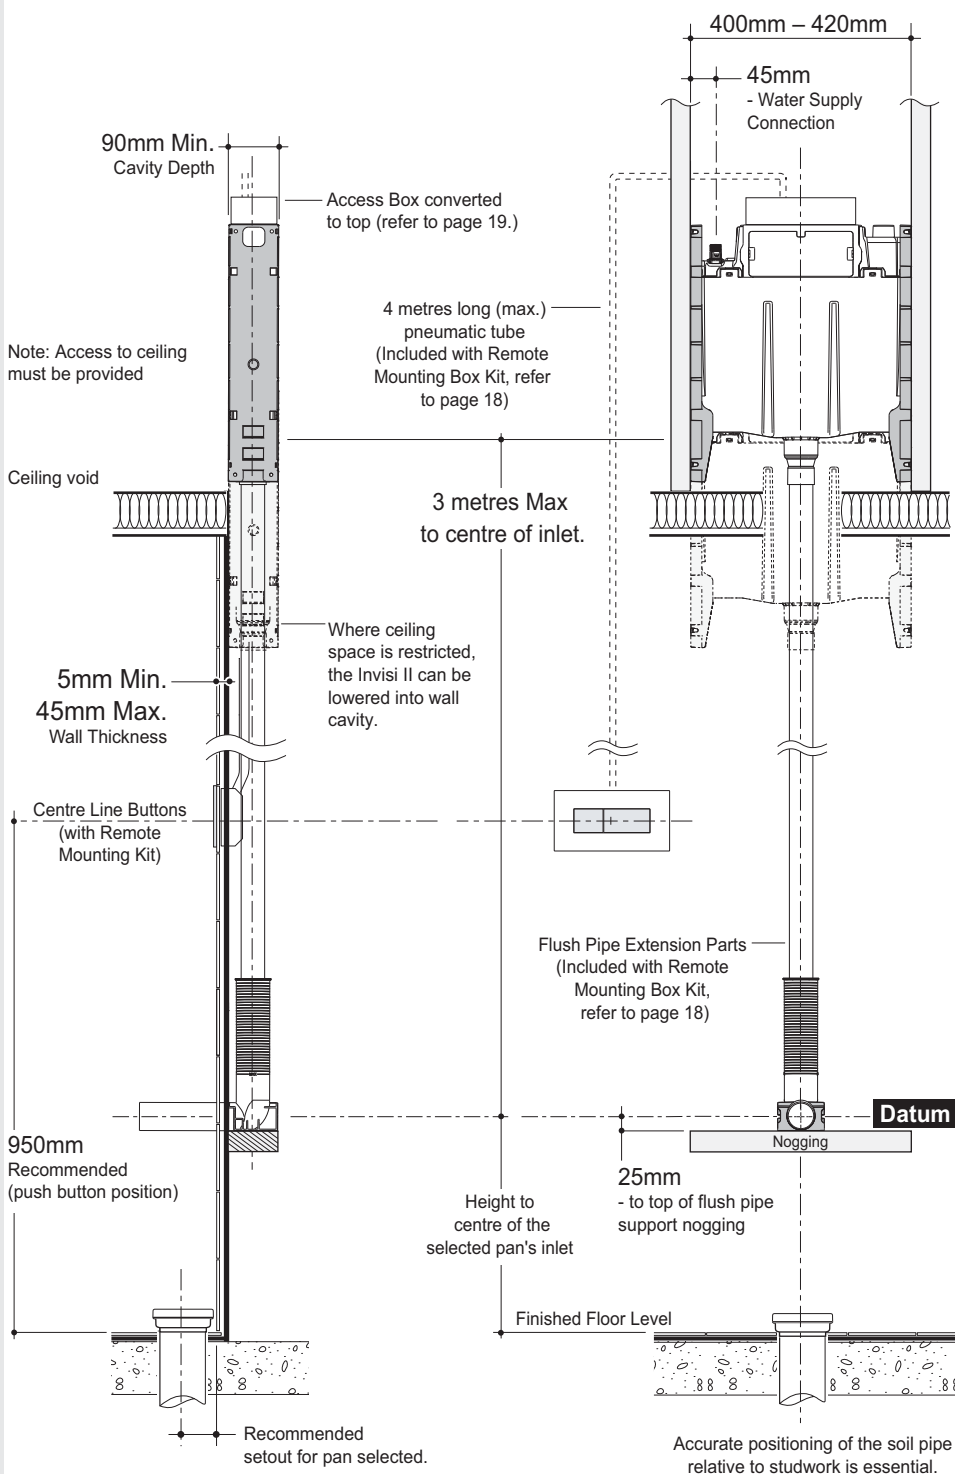 400mm – 420mm
45mm
- Water Supply
Connection
90mm Min.
Cavity Depth
Access Box converted
to top (refer to page 19.)
4 metres long (max.)
pneumatic tube
(Included with Remote
Mounting Box Kit, refer
to page 18)
Note: Access to ceiling
must be provided
Ceiling void
3 metres Max
to centre of inlet.
Where ceiling
space is restricted,
the Invisi II can be
lowered into wall
cavity.
5mm Min.
45mm Max.
Wall Thickness
Centre Line Buttons
(with Remote
Mounting Kit)
Flush Pipe Extension Parts
(Included with Remote
Mounting Box Kit,
refer to page 18)
Datum
Nogging
950mm
Recommended
(push button position)
25mm
- to top of flush pipe
support nogging
Height to
centre of the
selected pan's inlet
Finished Floor Level
Recommended
setout for pan selected.
Accurate positioning of the soil pipe
relative to studwork is essential.